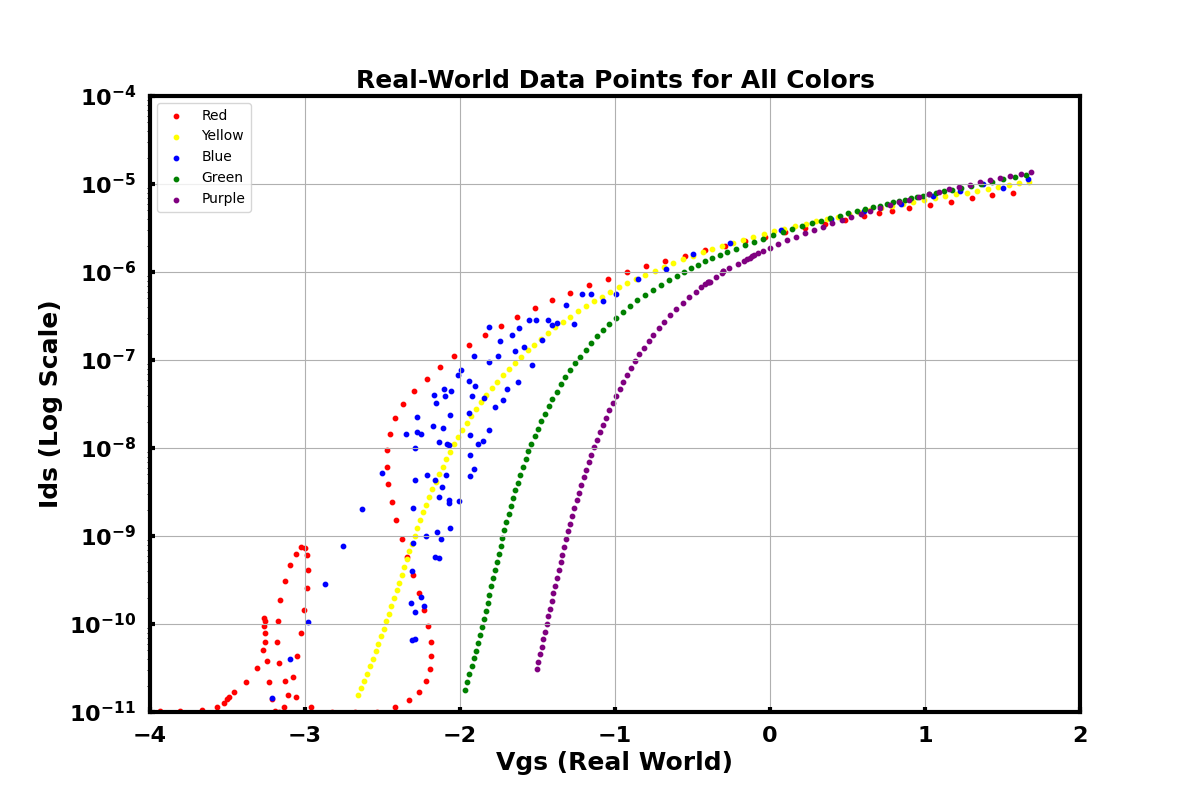 Real-World Data Points for All Colors
Red
Yellow
Blue
Green
Purple
10⁻⁴
10⁻⁵
10⁻⁶
10⁻⁷
10⁻⁸
10⁻⁹
10⁻¹⁰
10⁻¹¹
Ids (Log Scale)
−4 −3 −2 −1 0 1 2
Vgs (Real World)